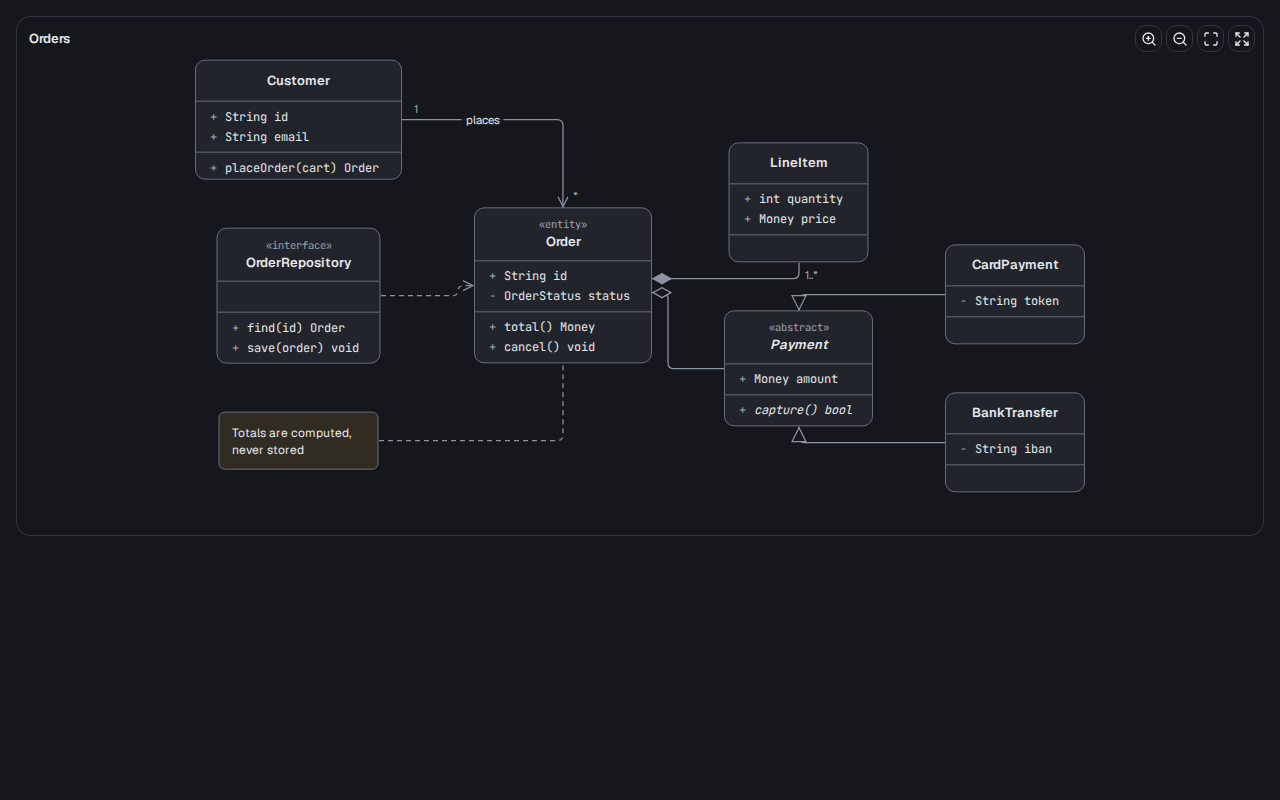 Orders
Customer
+ String id
+ String email
+ placeOrder(cart) Order
1
places
*
«interface»
OrderRepository
+ find(id) Order
+ save(order) void
«entity»
Order
+ String id
- OrderStatus status
+ total() Money
+ cancel() void
LineItem
+ int quantity
+ Money price
1..*
«abstract»
Payment
+ Money amount
+ capture() bool
CardPayment
- String token
BankTransfer
- String iban
Totals are computed,
never stored